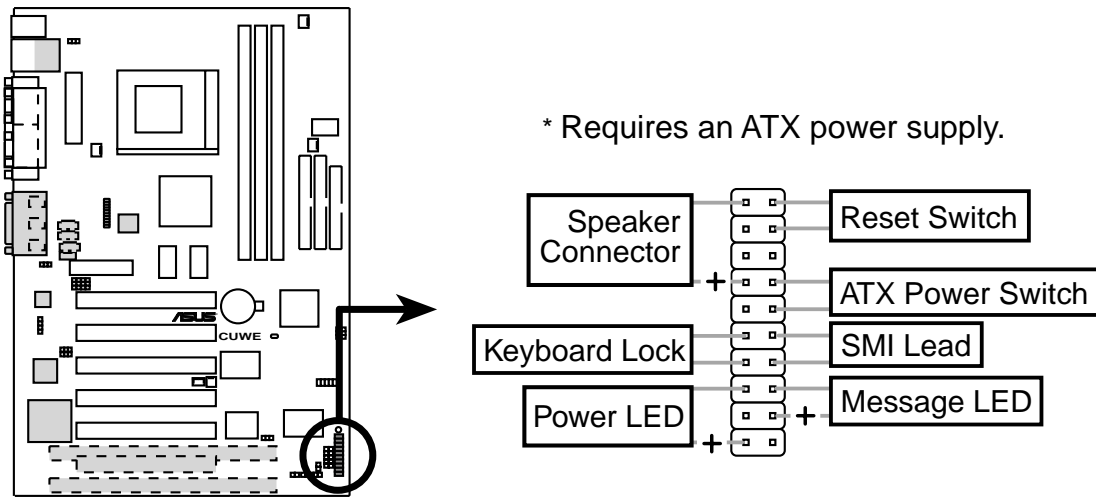 * Requires an ATX power supply.
Speaker
Connector
+
Reset Switch
ATX Power Switch
Keyboard Lock
SMI Lead
Power LED
+
Message LED
+
ASUS
CUWE